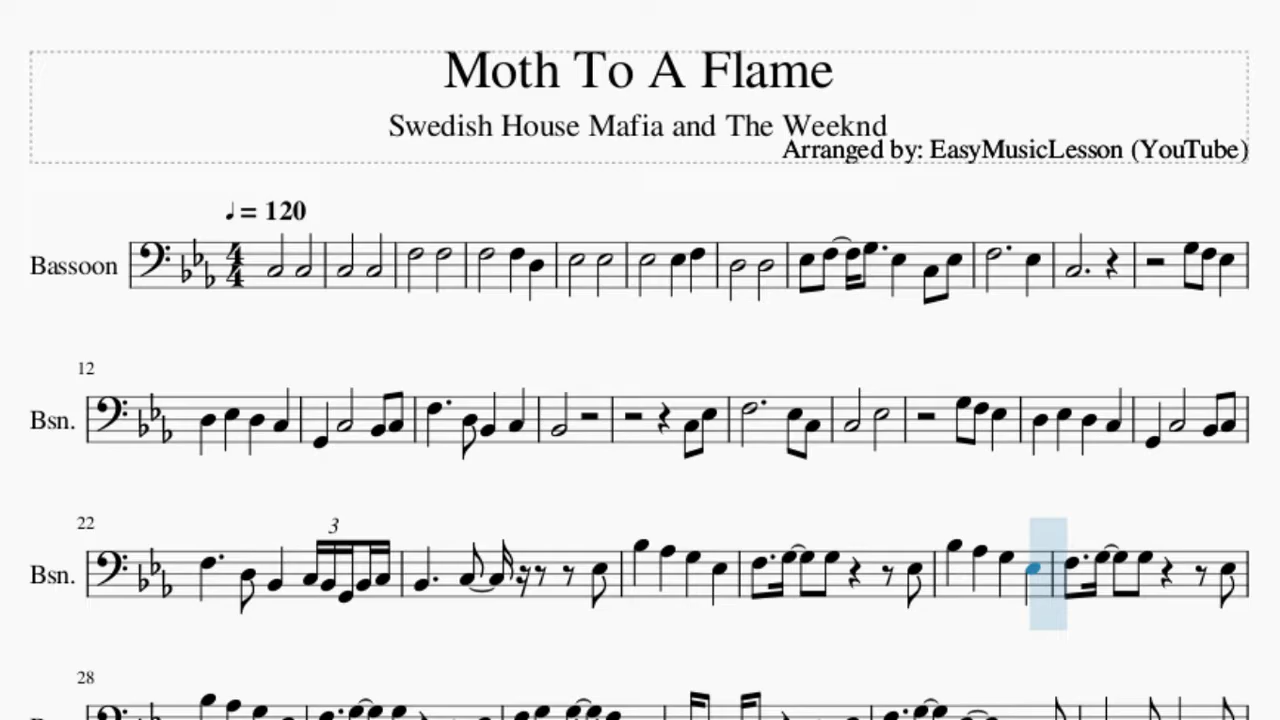 Moth To A Flame
Swedish House Mafia and The Weeknd
Arranged by: EasyMusicLesson (YouTube)
♩ = 120
Bassoon
4
4
12
Bsn.
22
3
Bsn.
28